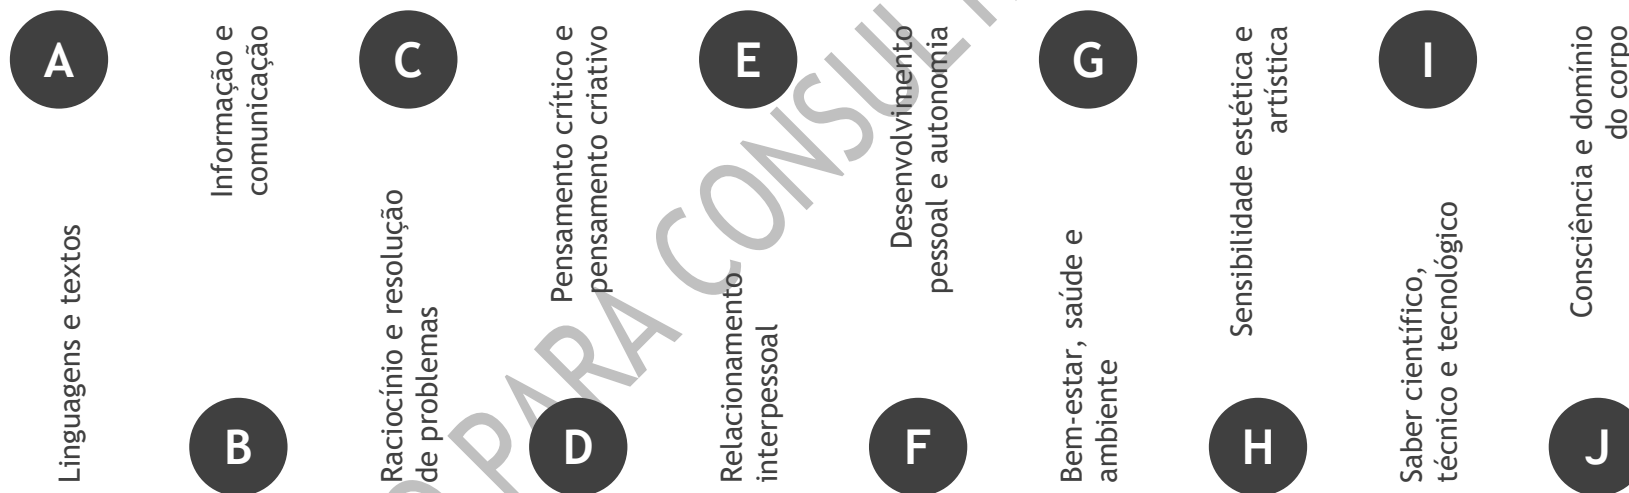 A
Linguagens e textos
Informação e
comunicação
B
C
Raciocínio e resolução
de problemas
Pensamento crítico e
pensamento criativo
D
E
Relacionamento
interpessoal
Desenvolvimento
pessoal e autonomia
F
G
Bem-estar, saúde e
ambiente
Sensibilidade estética e
artística
H
I
Saber científico,
técnico e tecnológico
Consciência e domínio
do corpo
J
PARA